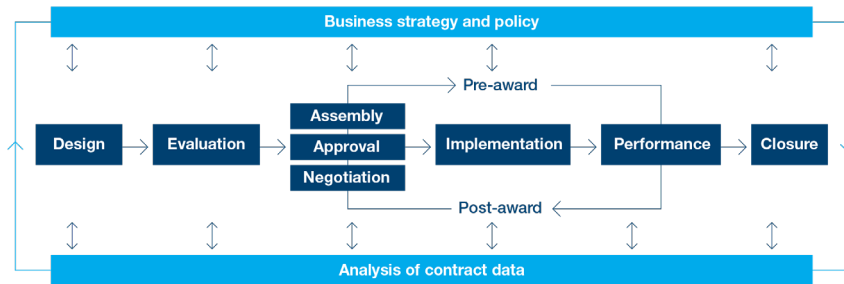 Business strategy and policy
Pre-award
Assembly
Design
Evaluation
Approval
Implementation
Performance
Closure
Negotiation
Post-award
Analysis of contract data